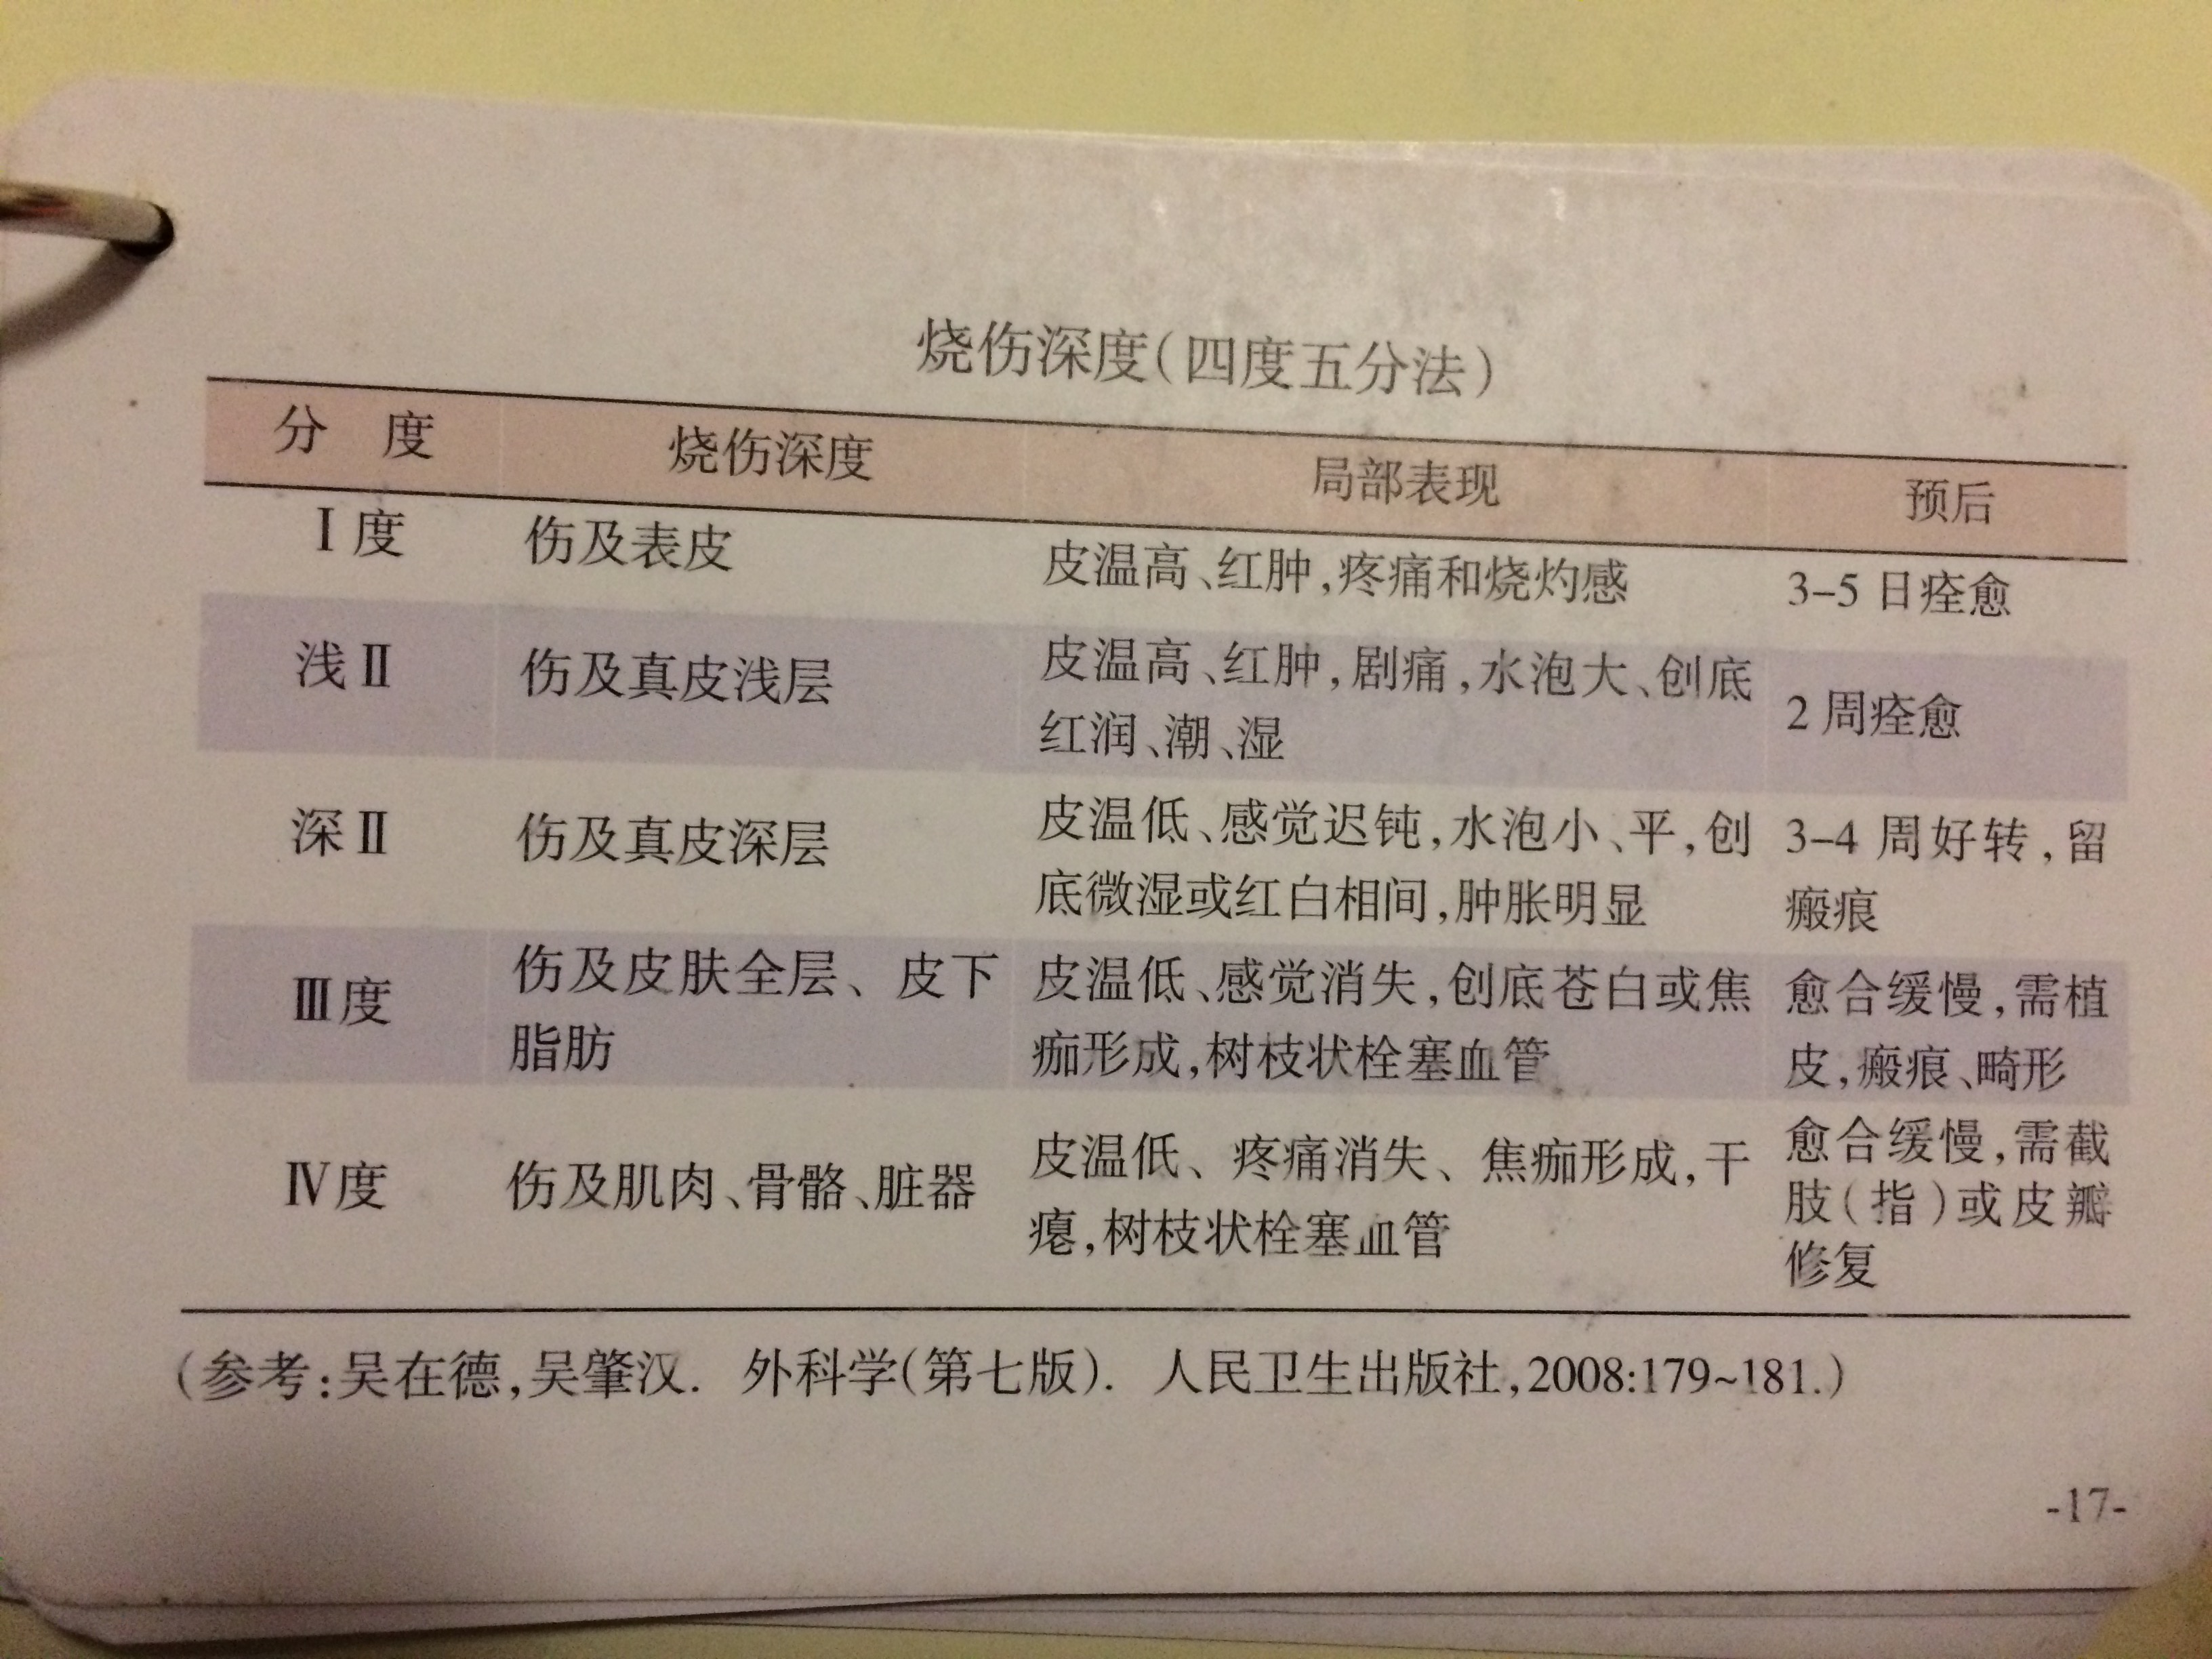 烧伤深度(四度五分法)
分 度 烧伤深度 局部表现 预后
Ⅰ度 伤及表皮 皮温高、红肿,疼痛和烧灼感 3-5 日痊愈
浅Ⅱ 伤及真皮浅层 皮温高、红肿,剧痛,水泡大、创底 2 周痊愈
红润、潮、湿
深Ⅱ 伤及真皮深层 皮温低、感觉迟钝,水泡小、平,创 3-4 周好转,留
底微湿或红白相间,肿胀明显 瘢痕
Ⅲ度 伤及皮肤全层、皮下 皮温低、感觉消失,创底苍白或焦 愈合缓慢,需植
脂肪 痂形成,树枝状栓塞血管 皮,瘢痕、畸形
Ⅳ度 伤及肌肉、骨骼、脏器 皮温低、疼痛消失、焦痂形成,干 愈合缓慢,需截
瘪,树枝状栓塞血管 肢(指)或皮瓣
修复
(参考:吴在德,吴肇汉. 外科学(第七版). 人民卫生出版社,2008:179~181.)
-17-